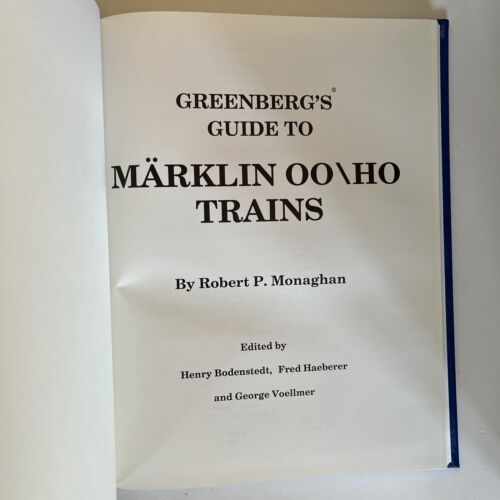 GREENBERG'S®
GUIDE TO
MÄRKLIN OO\HO
TRAINS
By Robert P. Monaghan
Edited by
Henry Bodenstedt, Fred Haeberer
and George Voellmer